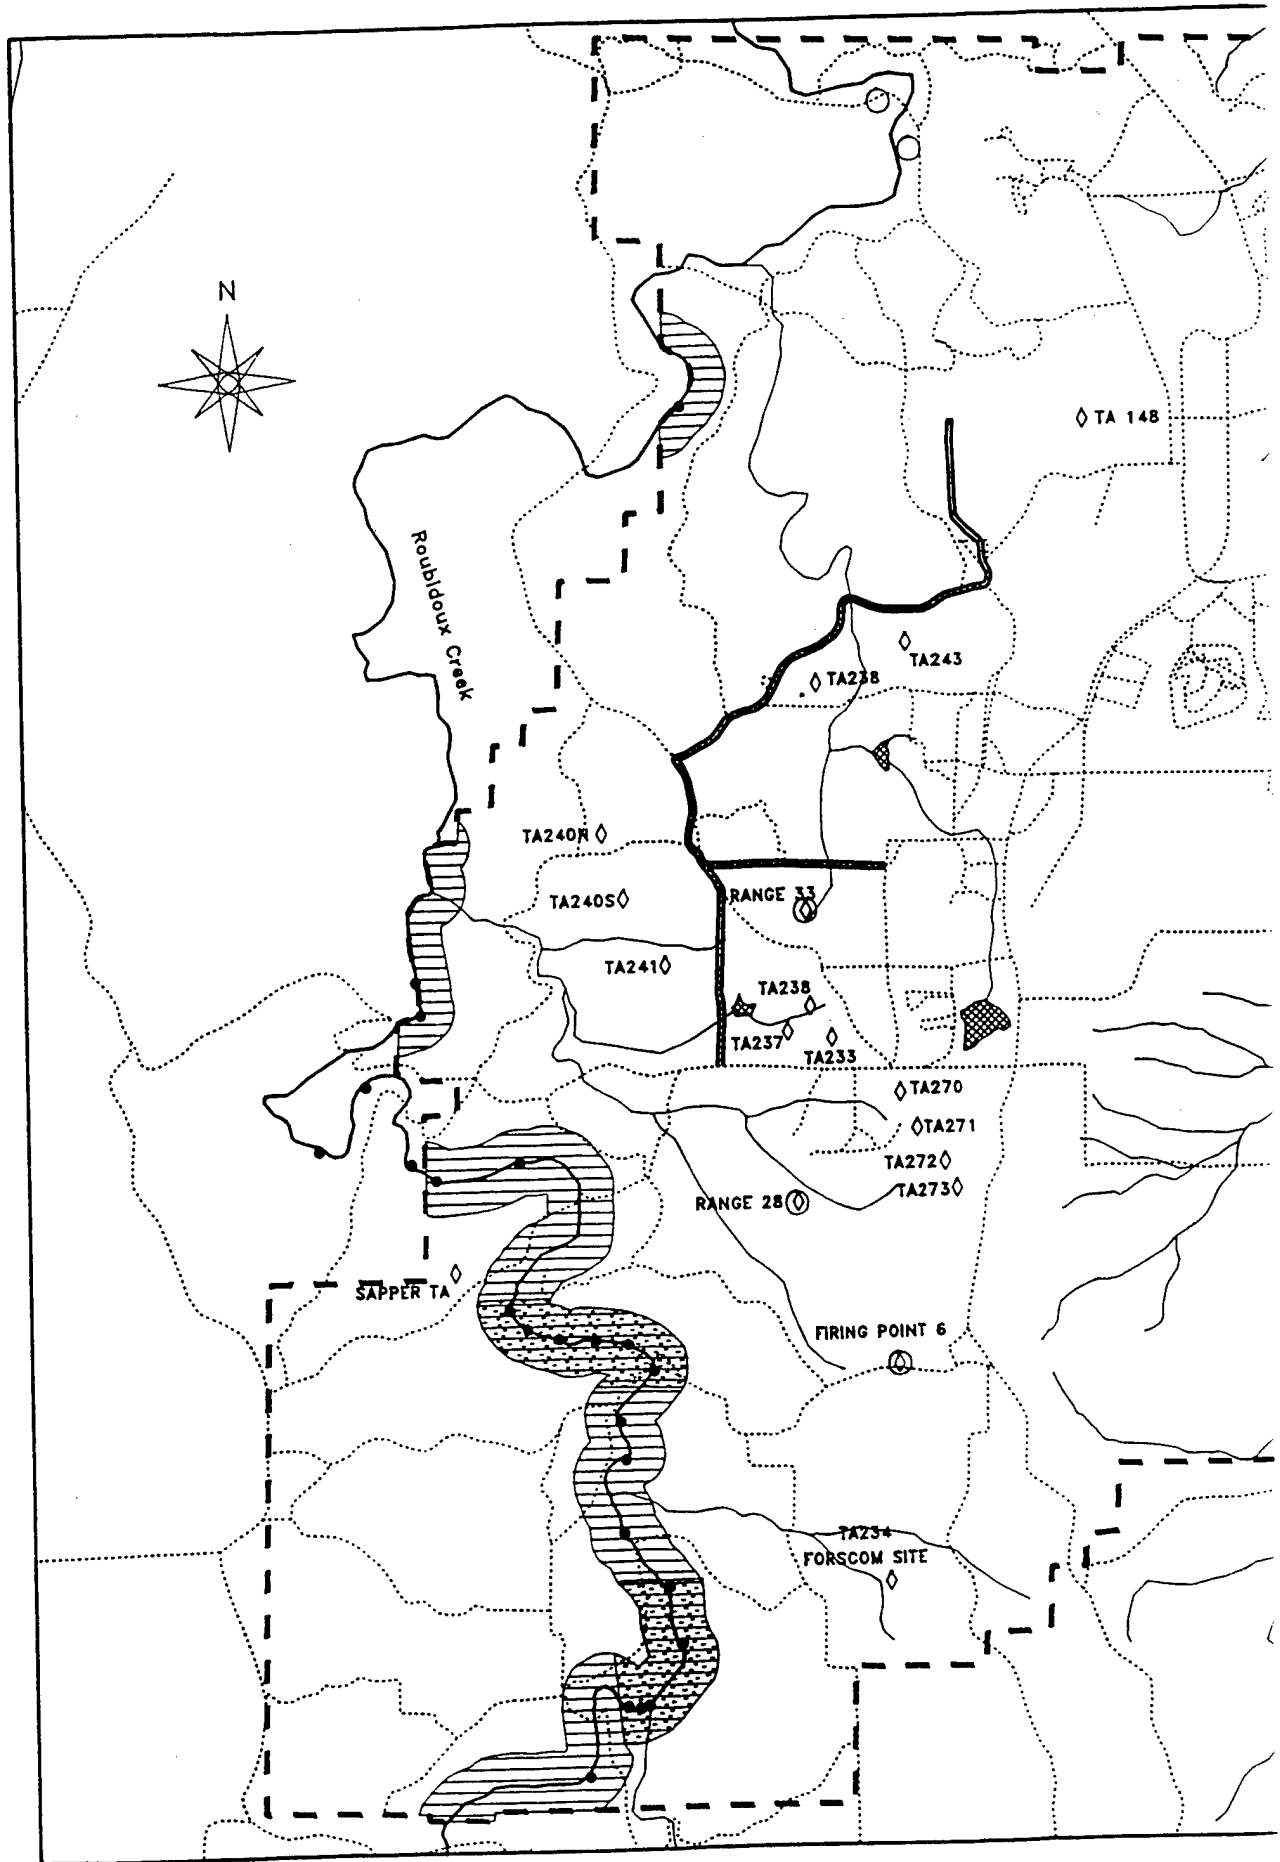 N
TA 148
Roubidoux Creek
TA243
TA238
TA240N
RANGE 33
TA240S
TA241
TA238
TA237
TA233
TA270
TA271
TA272
TA273
RANGE 28
SAPPER TA
FIRING POINT 6
TA234
FORSCOM SITE